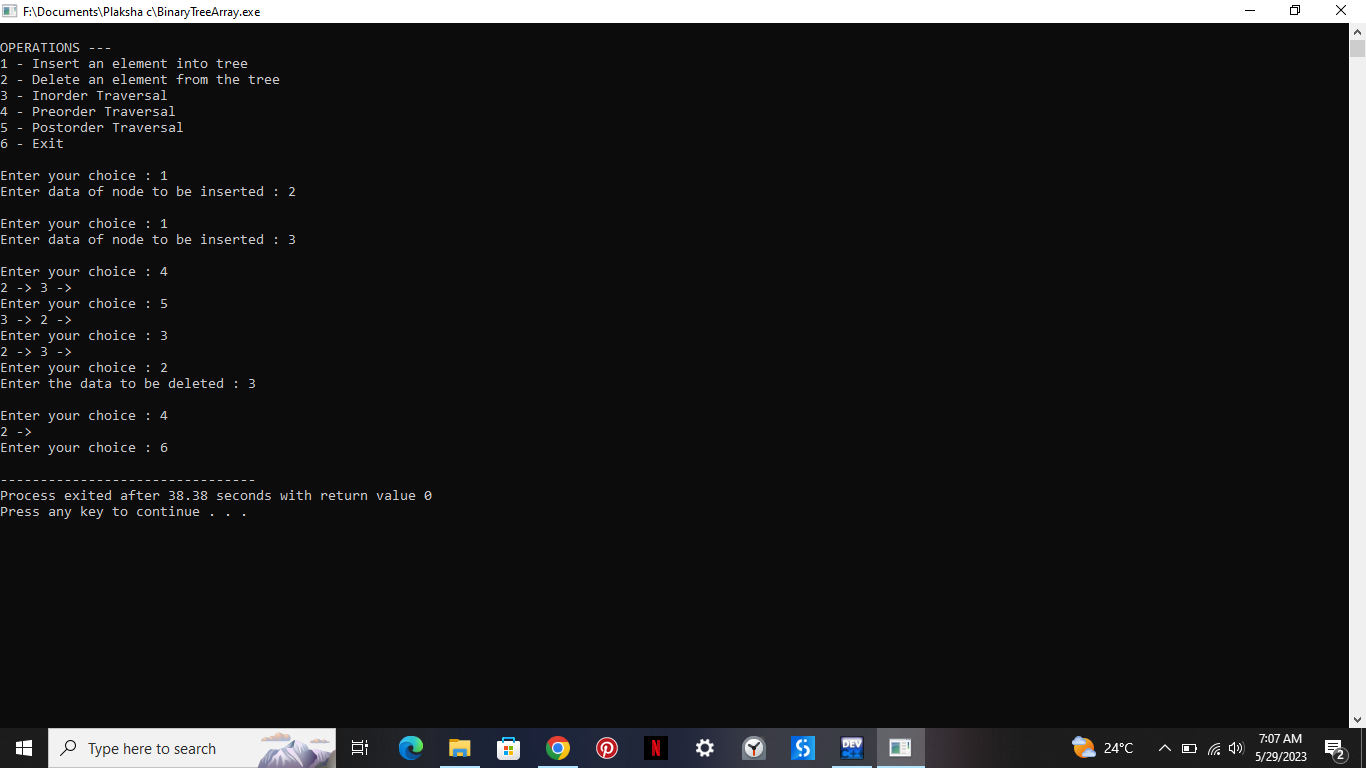 F:\Documents\Plaksha c\BinaryTreeArray.exe
OPERATIONS ---
1 - Insert an element into tree
2 - Delete an element from the tree
3 - Inorder Traversal
4 - Preorder Traversal
5 - Postorder Traversal
6 - Exit
Enter your choice : 1
Enter data of node to be inserted : 2
Enter your choice : 1
Enter data of node to be inserted : 3
Enter your choice : 4
2 -> 3 ->
Enter your choice : 5
3 -> 2 ->
Enter your choice : 3
2 -> 3 ->
Enter your choice : 2
Enter the data to be deleted : 3
Enter your choice : 4
2 ->
Enter your choice : 6
--------------------------------
Process exited after 38.38 seconds with return value 0
Press any key to continue . . .
Type here to search
N
DEV
24°C
7:07 AM
5/29/2023
2